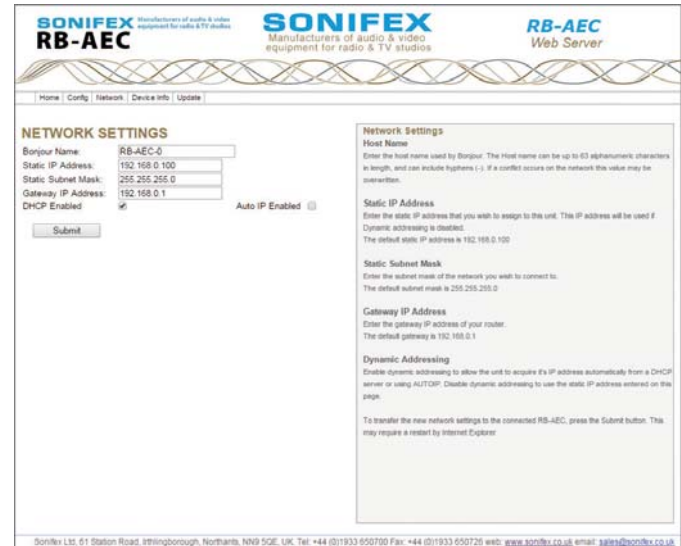 SONIFEX Manufacturers of audio & video equipment for radio & TV studios
RB-AEC
SONIFEX
Manufacturers of audio & video
equipment for radio & TV studios
RB-AEC
Web Server
Home Config Network Device Info Update
NETWORK SETTINGS
Bonjour Name: RB-AEC-0
Static IP Address: 192.168.0.100
Static Subnet Mask: 255.255.255.0
Gateway IP Address: 192.168.0.1
DHCP Enabled Auto IP Enabled
Submit
Network Settings
Host Name
Enter the host name used by Bonjour. The Host name can be up to 63 alphanumeric characters
in length, and can include hyphens (-). If a conflict occurs on the network this value may be
overwritten.
Static IP Address
Enter the static IP address that you wish to assign to this unit. This IP address will be used if
Dynamic addressing is disabled.
The default static IP address is 192.168.0.100
Static Subnet Mask
Enter the subnet mask of the network you wish to connect to.
The default subnet mask is 255.255.255.0
Gateway IP Address
Enter the gateway IP address of your router.
The default gateway is 192.168.0.1
Dynamic Addressing
Enable dynamic addressing to allow the unit to acquire it's IP address automatically from a DHCP
server or using AUTOIP. Disable dynamic addressing to use the static IP address entered on this
page.
To transfer the new network settings to the connected RB-AEC, press the Submit button. This
may require a restart by Internet Explorer
Sonifex Ltd, 61 Station Road, Irthlingborough, Northants, NN9 5QE, UK. Tel: +44 (0)1933 650700 Fax: +44 (0)1933 650726 web: www.sonifex.co.uk email: sales@sonifex.co.uk